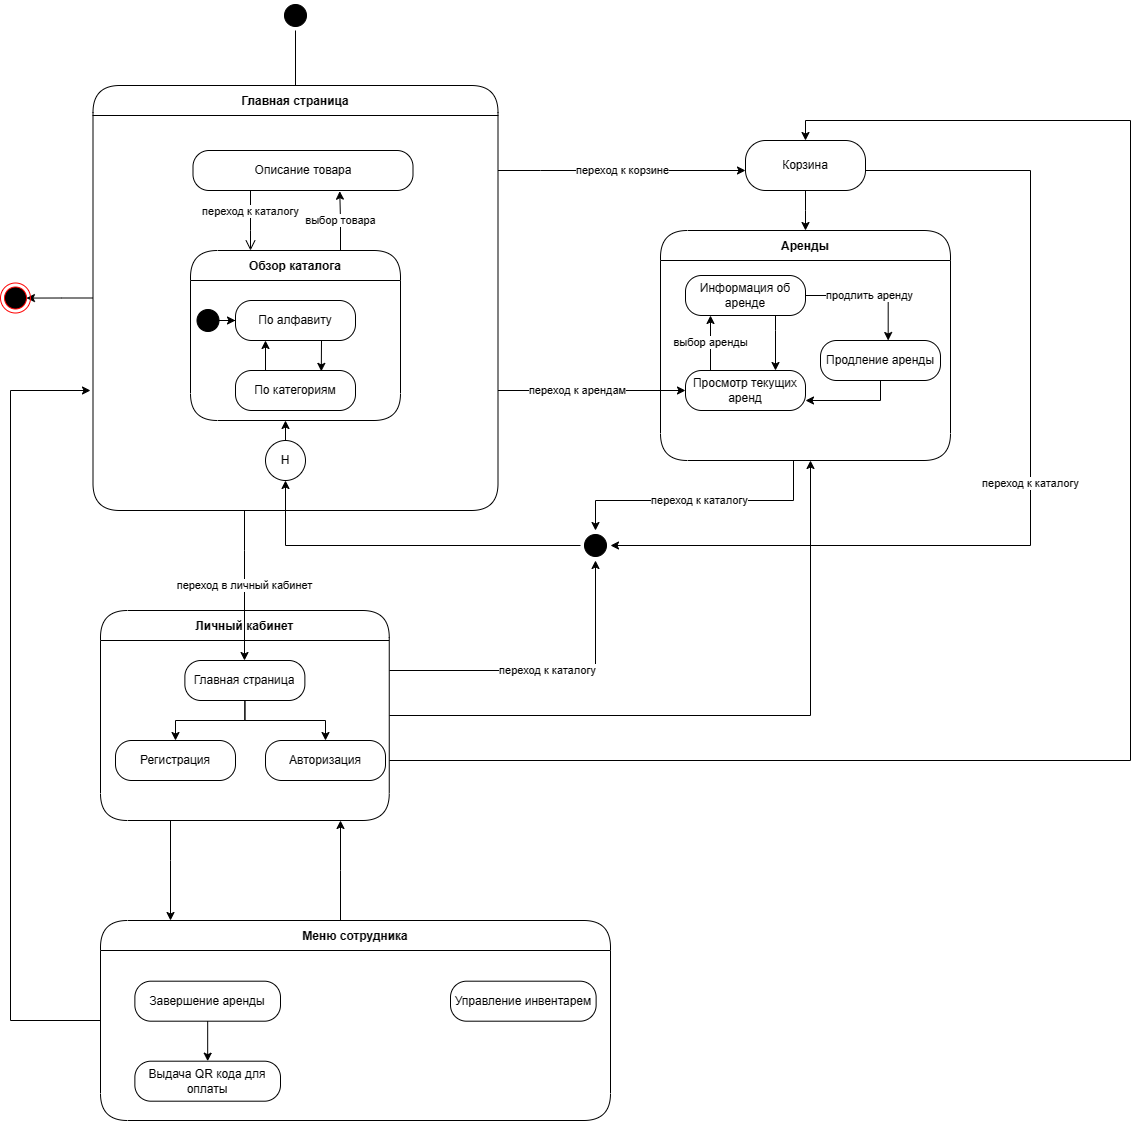 Главная страница
Описание товара
переход к корзине
Корзина
переход к каталогу
выбор товара
Аренды
Обзор каталога
Информация об
аренде
продлить аренду
По алфавиту
выбор аренды
Продление аренды
По категориям
переход к арендам
Просмотр текущих
аренд
H
переход к каталогу
переход к каталогу
переход в личный кабинет
Личный кабинет
переход к каталогу
Главная страница
Регистрация
Авторизация
Меню сотрудника
Завершение аренды
Управление инвентарем
Выдача QR кода для
оплаты